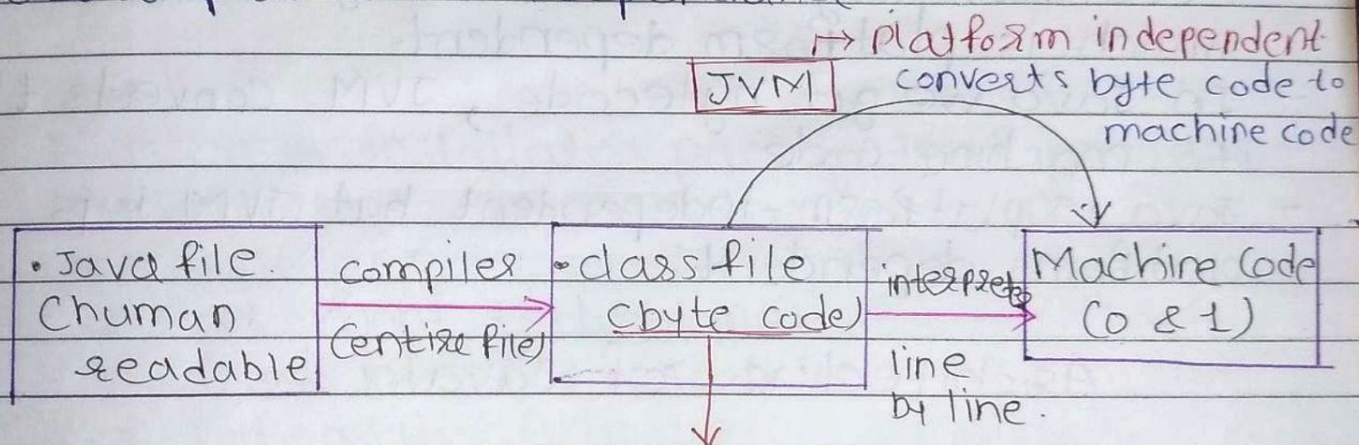 ↦ platform independent
JVM converts byte code to
machine code
.Java file
(human
readable
compiler
(entire file)
.class file
(byte code)
interpreter
line
by line.
Machine Code
(0 & 1)